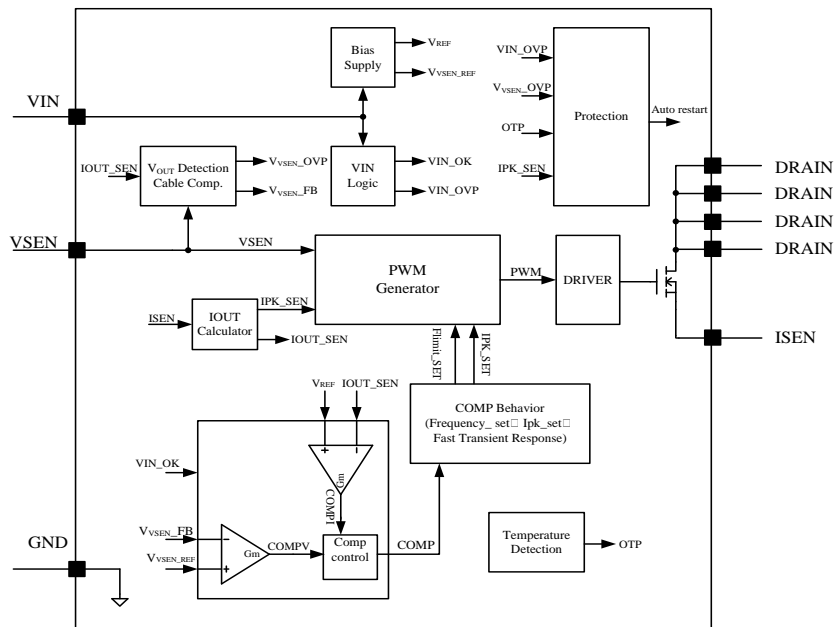 Bias
Supply
VREF
VVSEN_REF
VIN
VIN_OVP
VVSEN_OVP
OTP
IPK_SEN
Protection
Auto restart
IOUT_SEN
VOUT Detection
Cable Comp.
VVSEN_OVP
VVSEN_FB
VIN
Logic
VIN_OK
VIN_OVP
DRAIN
DRAIN
DRAIN
DRAIN
VSEN
VSEN
PWM
Generator
PWM
DRIVER
ISEN
IOUT
Calculator
IPK_SEN
IOUT_SEN
ISEN
Flimit_SET
IPK_SET
VREF
IOUT_SEN
COMP Behavior
(Frequency_ set□ Ipk_set□
Fast Transient Response)
+
−
Gm
COMPI
VIN_OK
VVSEN_FB
VVSEN_REF
−
+
Gm
COMPV
Comp
control
COMP
Temperature
Detection
OTP
GND